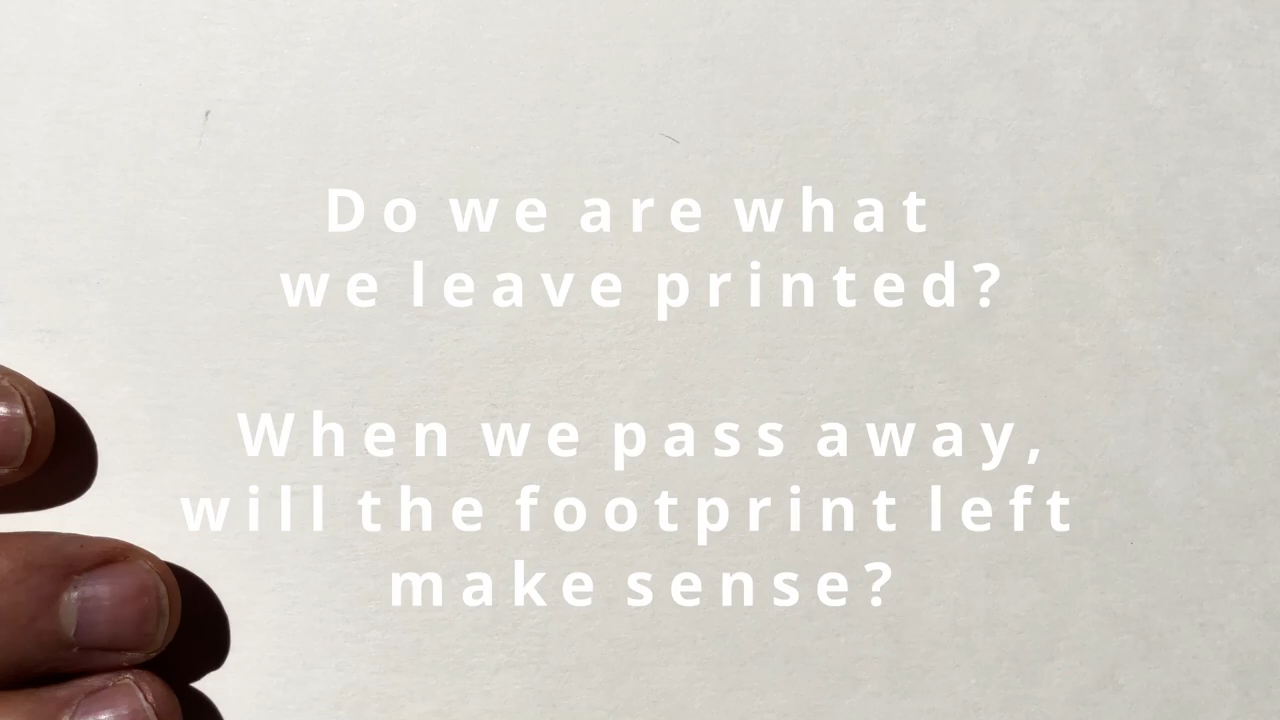 Do we are what
we leave printed?
When we pass away,
will the footprint left
make sense?